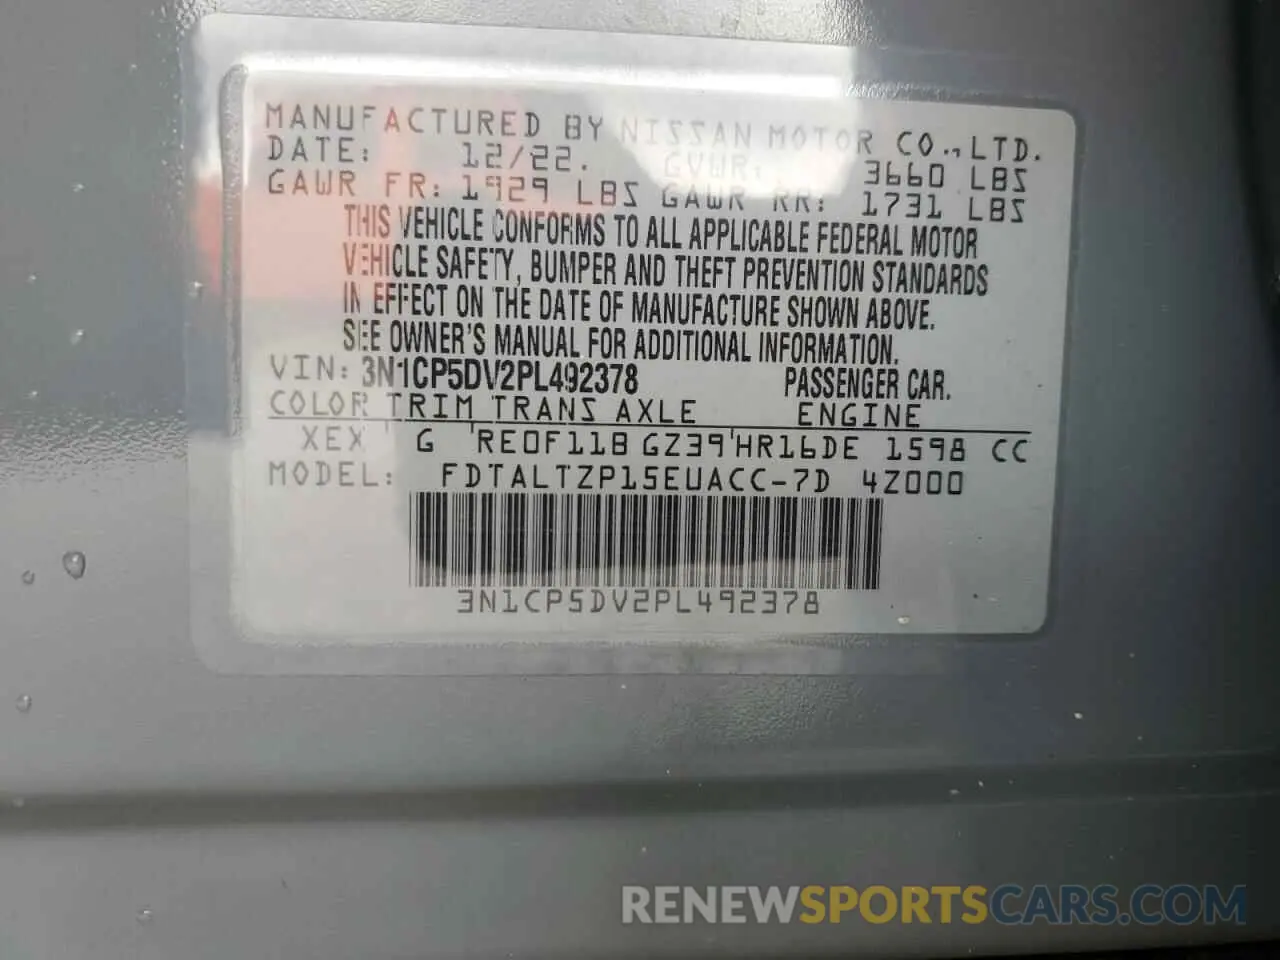 MANUFACTURED BY NISSAN MOTOR CO., LTD.
DATE: 12/22. GVWR: 3660 LBS
GAWR FR: 1929 LBS GAWR RR: 1731 LBS
THIS VEHICLE CONFORMS TO ALL APPLICABLE FEDERAL MOTOR
VEHICLE SAFETY, BUMPER AND THEFT PREVENTION STANDARDS
IN EFFECT ON THE DATE OF MANUFACTURE SHOWN ABOVE.
SEE OWNER'S MANUAL FOR ADDITIONAL INFORMATION.
VIN: 3N1CP5DV2PL492378 PASSENGER CAR.
COLOR TRIM TRANS AXLE ENGINE
XEX G RE0F11B GZ39 HR16DE 1598 CC
MODEL: FDTALTZP15EUACC-7D 4Z000
3N1CP5DV2PL492378
RENEWSPORTSCARS.COM